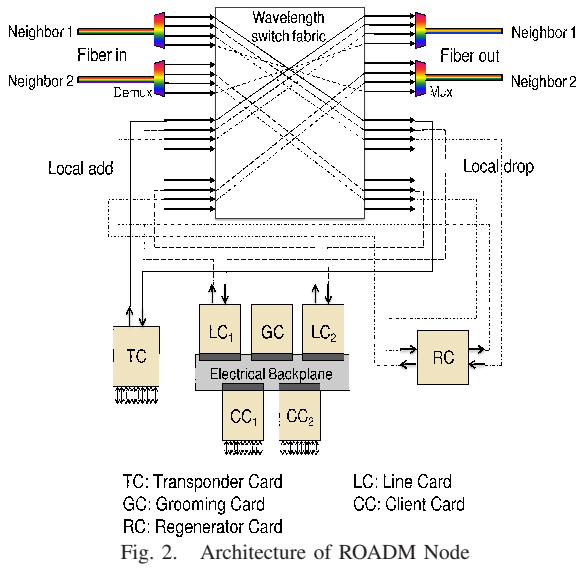 Wavelength
switch fabric
Neighbor 1
Neighbor 1
Fiber in
Fiber out
Neighbor 2
Neighbor 2
Demux
Mux
Local add
Local drop
LC1
GC
LC2
TC
RC
Electrical Backplane
CC1
CC2
TC: Transponder Card
LC: Line Card
GC: Grooming Card
CC: Client Card
RC: Regenerator Card
Fig. 2. Architecture of ROADM Node